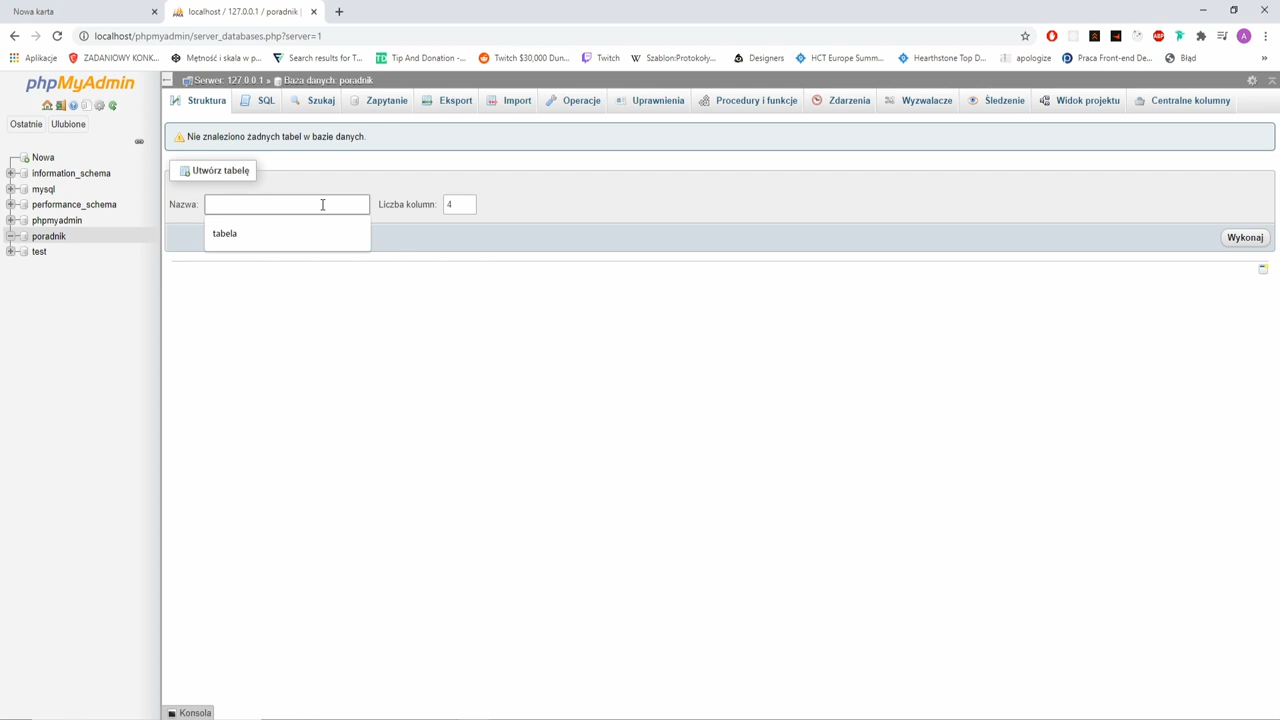 Nowa karta
localhost / 127.0.0.1 / poradnik |
localhost/phpmyadmin/server_databases.php?server=1
Aplikacje
ZADANIOWY KONK...
Mętność i skala w p...
Search results for T...
Tip And Donation -...
Twitch $30,000 Dun...
Twitch
Szablon:Protokoły...
Designers
HCT Europe Summ...
Hearthstone Top D...
apologize
Praca Front-end De...
Błąd
»
phpMyAdmin
Serwer: 127.0.0.1 » Baza danych: poradnik
Struktura
SQL
Szukaj
Zapytanie
Eksport
Import
Operacje
Uprawnienia
Procedury i funkcje
Zdarzenia
Wyzwalacze
Śledzenie
Widok projektu
Centralne kolumny
Ostatnie
Ulubione
Nowa
information_schema
mysql
performance_schema
phpmyadmin
poradnik
test
Nie znaleziono żadnych tabel w bazie danych.
Utwórz tabelę
Nazwa:
Liczba kolumn: 4
tabela
Wykonaj
Konsola